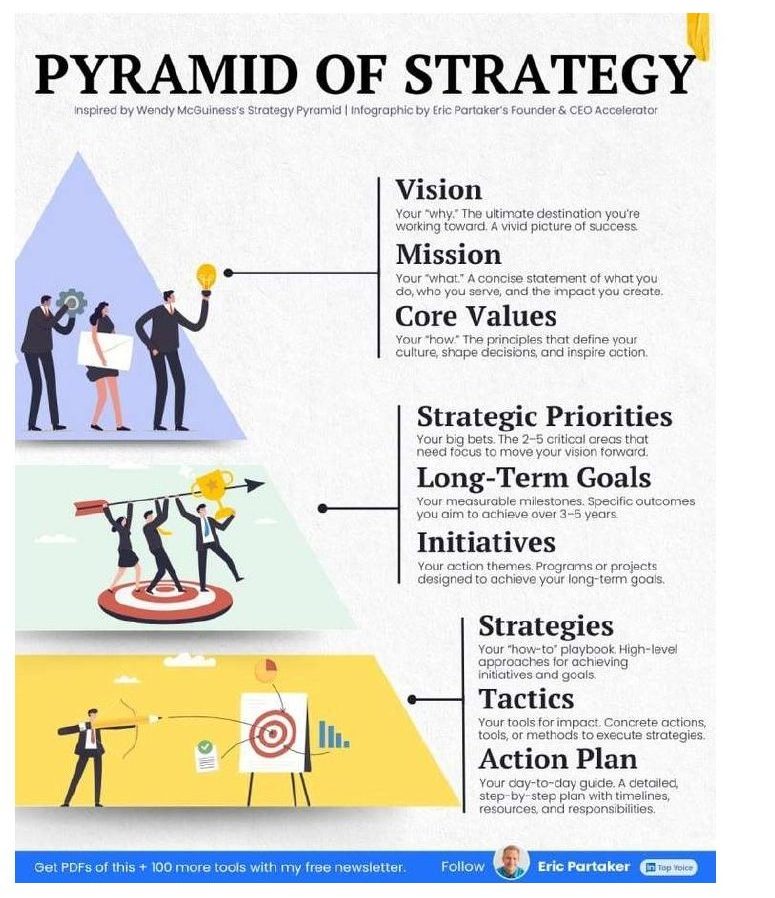 PYRAMID OF STRATEGY
Inspired by Wendy McGuiness's Strategy Pyramid | Infographic by Eric Partaker's Founder & CEO Accelerator
Vision
Your "why." The ultimate destination you're
working toward. A vivid picture of success.
Mission
Your "what." A concise statement of what you
do, who you serve, and the impact you create.
Core Values
Your "how." The principles that define your
culture, shape decisions, and inspire action.
Strategic Priorities
Your big bets. The 2-5 critical areas that
need focus to move your vision forward.
Long-Term Goals
Your measurable milestones. Specific outcomes
you aim to achieve over 3-5 years.
Initiatives
Your action themes. Programs or projects
designed to achieve your long-term goals.
Strategies
Your "how-to" playbook. High-level
approaches for achieving
initiatives and goals.
Tactics
Your tools for impact. Concrete actions,
tools, or methods to execute strategies.
Action Plan
Your day-to-day guide. A detailed,
step-by-step plan with timelines,
resources, and responsibilities.
Get PDFs of this + 100 more tools with my free newsletter.
Follow Eric Partaker in Top Voice